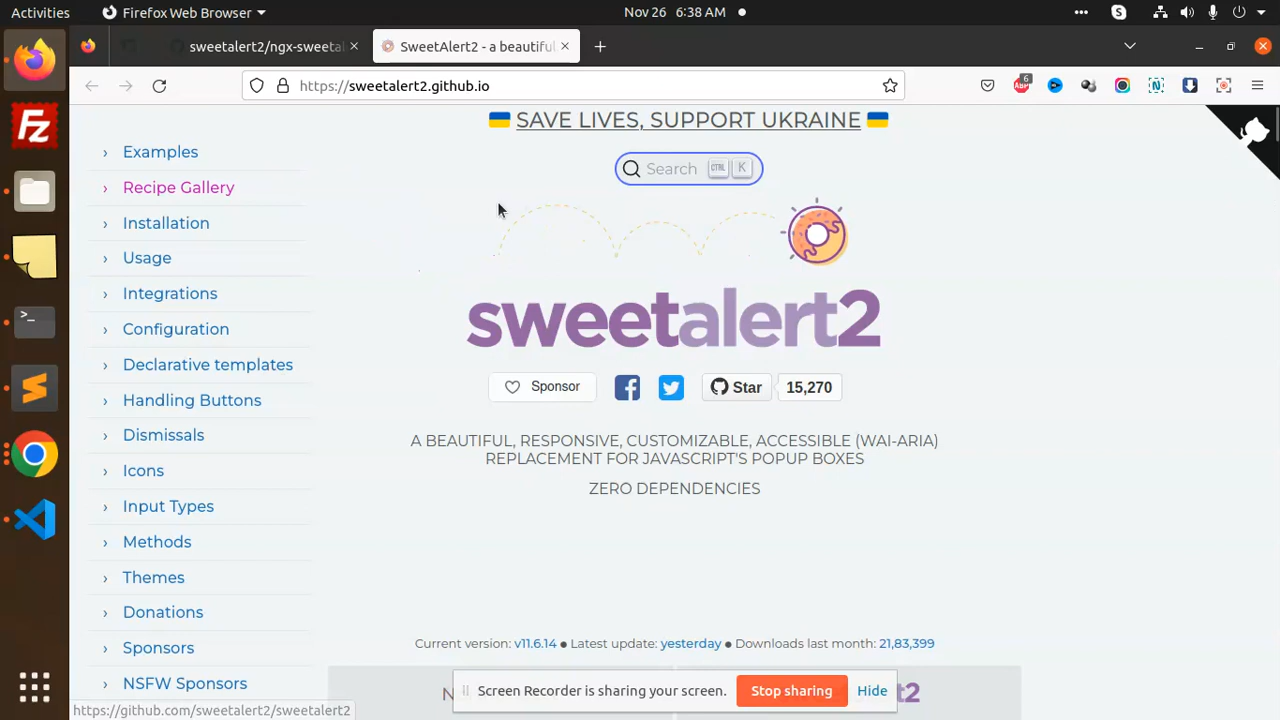 Activities
Firefox Web Browser
Nov 26 6:38 AM
sweetalert2/ngx-sweetal
SweetAlert2 - a beautiful
https://sweetalert2.github.io
6
SAVE LIVES, SUPPORT UKRAINE
Search CTRL K
Examples
Recipe Gallery
Installation
Usage
Integrations
Configuration
Declarative templates
Handling Buttons
Dismissals
Icons
Input Types
Methods
Themes
Donations
Sponsors
NSFW Sponsors
sweetalert2
Sponsor
Star 15,270
A BEAUTIFUL, RESPONSIVE, CUSTOMIZABLE, ACCESSIBLE (WAI-ARIA)
REPLACEMENT FOR JAVASCRIPT'S POPUP BOXES
ZERO DEPENDENCIES
Current version: v11.6.14 ● Latest update: yesterday ● Downloads last month: 21,83,399
Screen Recorder is sharing your screen. Stop sharing Hide
https://github.com/sweetalert2/sweetalert2